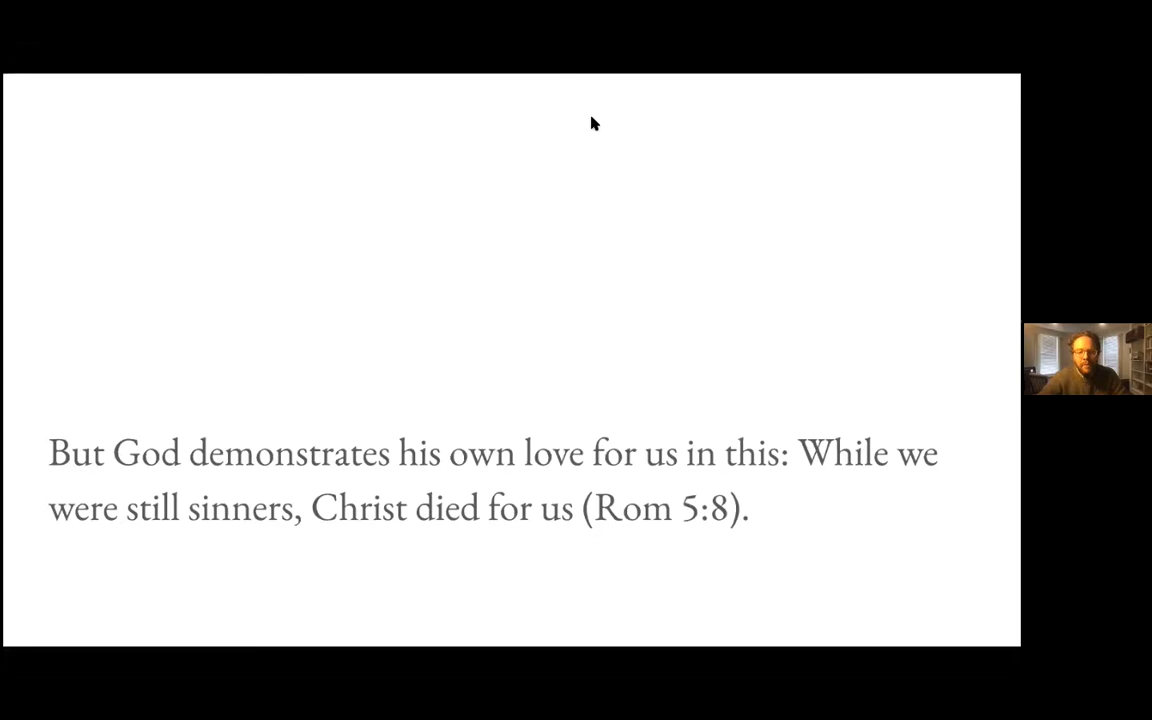 But God demonstrates his own love for us in this: While we
were still sinners, Christ died for us (Rom 5:8).